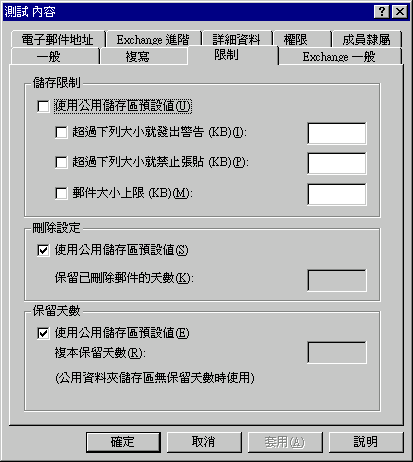 測試 內容
電子郵件地址 Exchange 進階 詳細資料 權限 成員隸屬
一般 複寫 限制 Exchange 一般
儲存限制
使用公用儲存區預設值(U)
超過下列大小就發出警告 (KB)(I):
超過下列大小就禁止張貼 (KB)(P):
郵件大小上限 (KB)(M):
刪除設定
使用公用儲存區預設值(S)
保留已刪除郵件的天數(K):
保留天數
使用公用儲存區預設值(E)
複本保留天數(R):
(公用資料夾儲存區無保留天數時使用)
確定 取消 套用(A) 說明